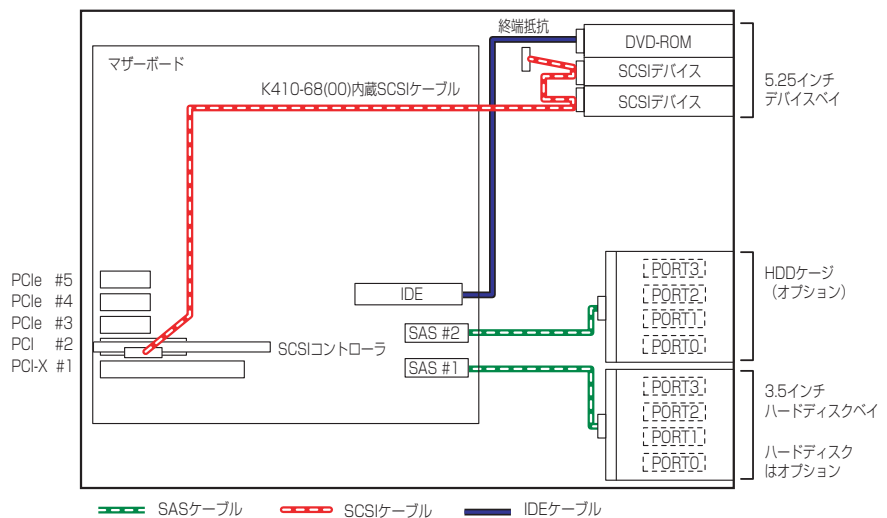 終端抵抗
マザーボード
DVD-ROM
SCSIデバイス
SCSIデバイス
5.25インチ
デバイスベイ
K410-68(00)内蔵SCSIケーブル
PCIe #5
PCIe #4
PCIe #3
PCI #2
PCI-X #1
IDE
SCSIコントローラ
SAS #2
SAS #1
PORT3
PORT2
PORT1
PORT0
HDDケージ
（オプション）
PORT3
PORT2
PORT1
PORT0
3.5インチ
ハードディスクベイ
ハードディスク
はオプション
SASケーブル
SCSIケーブル
IDEケーブル